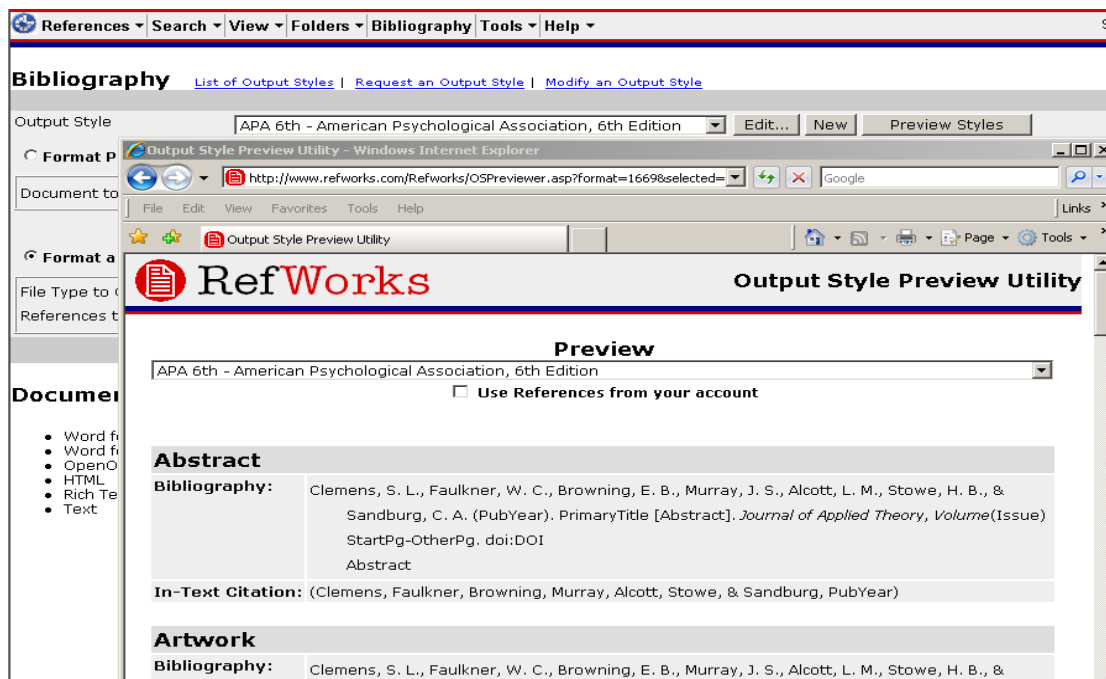 References Search View Folders Bibliography Tools Help
Bibliography List of Output Styles | Request an Output Style | Modify an Output Style
Output Style APA 6th - American Psychological Association, 6th Edition Edit... New Preview Styles
Format P
Output Style Preview Utility - Windows Internet Explorer
Document to
http://www.refworks.com/Refworks/OSPreviewer.asp?format=1669&selected= Google
File Edit View Favorites Tools Help Links
Output Style Preview Utility Page Tools
Format a
RefWorks Output Style Preview Utility
File Type to
References t
Preview
APA 6th - American Psychological Association, 6th Edition
Use References from your account
Documen
Word f
Word f
OpenO
HTML
Rich Te
Text
Abstract
Bibliography: Clemens, S. L., Faulkner, W. C., Browning, E. B., Murray, J. S., Alcott, L. M., Stowe, H. B., &
Sandburg, C. A. (PubYear). PrimaryTitle [Abstract]. Journal of Applied Theory, Volume(Issue)
StartPg-OtherPg. doi:DOI
Abstract
In-Text Citation: (Clemens, Faulkner, Browning, Murray, Alcott, Stowe, & Sandburg, PubYear)
Artwork
Bibliography: Clemens, S. L., Faulkner, W. C., Browning, E. B., Murray, J. S., Alcott, L. M., Stowe, H. B., &